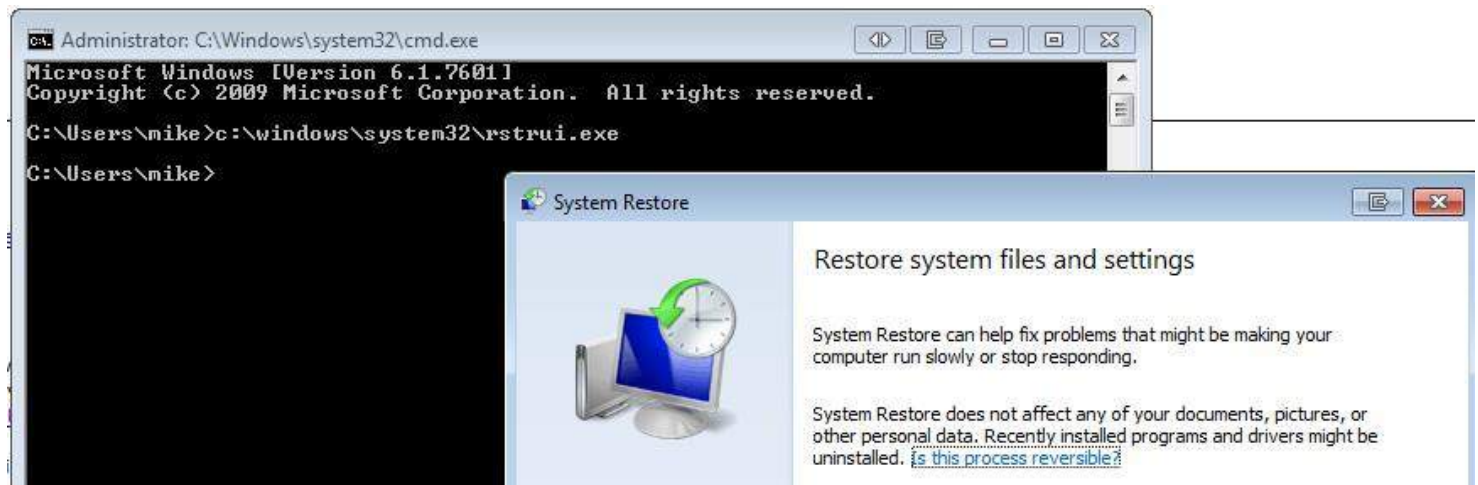 Administrator: C:\Windows\system32\cmd.exe
Microsoft Windows [Version 6.1.7601]
Copyright (c) 2009 Microsoft Corporation.  All rights reserved.
C:\Users\mike>c:\windows\system32\rstrui.exe
C:\Users\mike>
System Restore
Restore system files and settings
System Restore can help fix problems that might be making your
computer run slowly or stop responding.
System Restore does not affect any of your documents, pictures, or
other personal data. Recently installed programs and drivers might be
uninstalled. Is this process reversible?